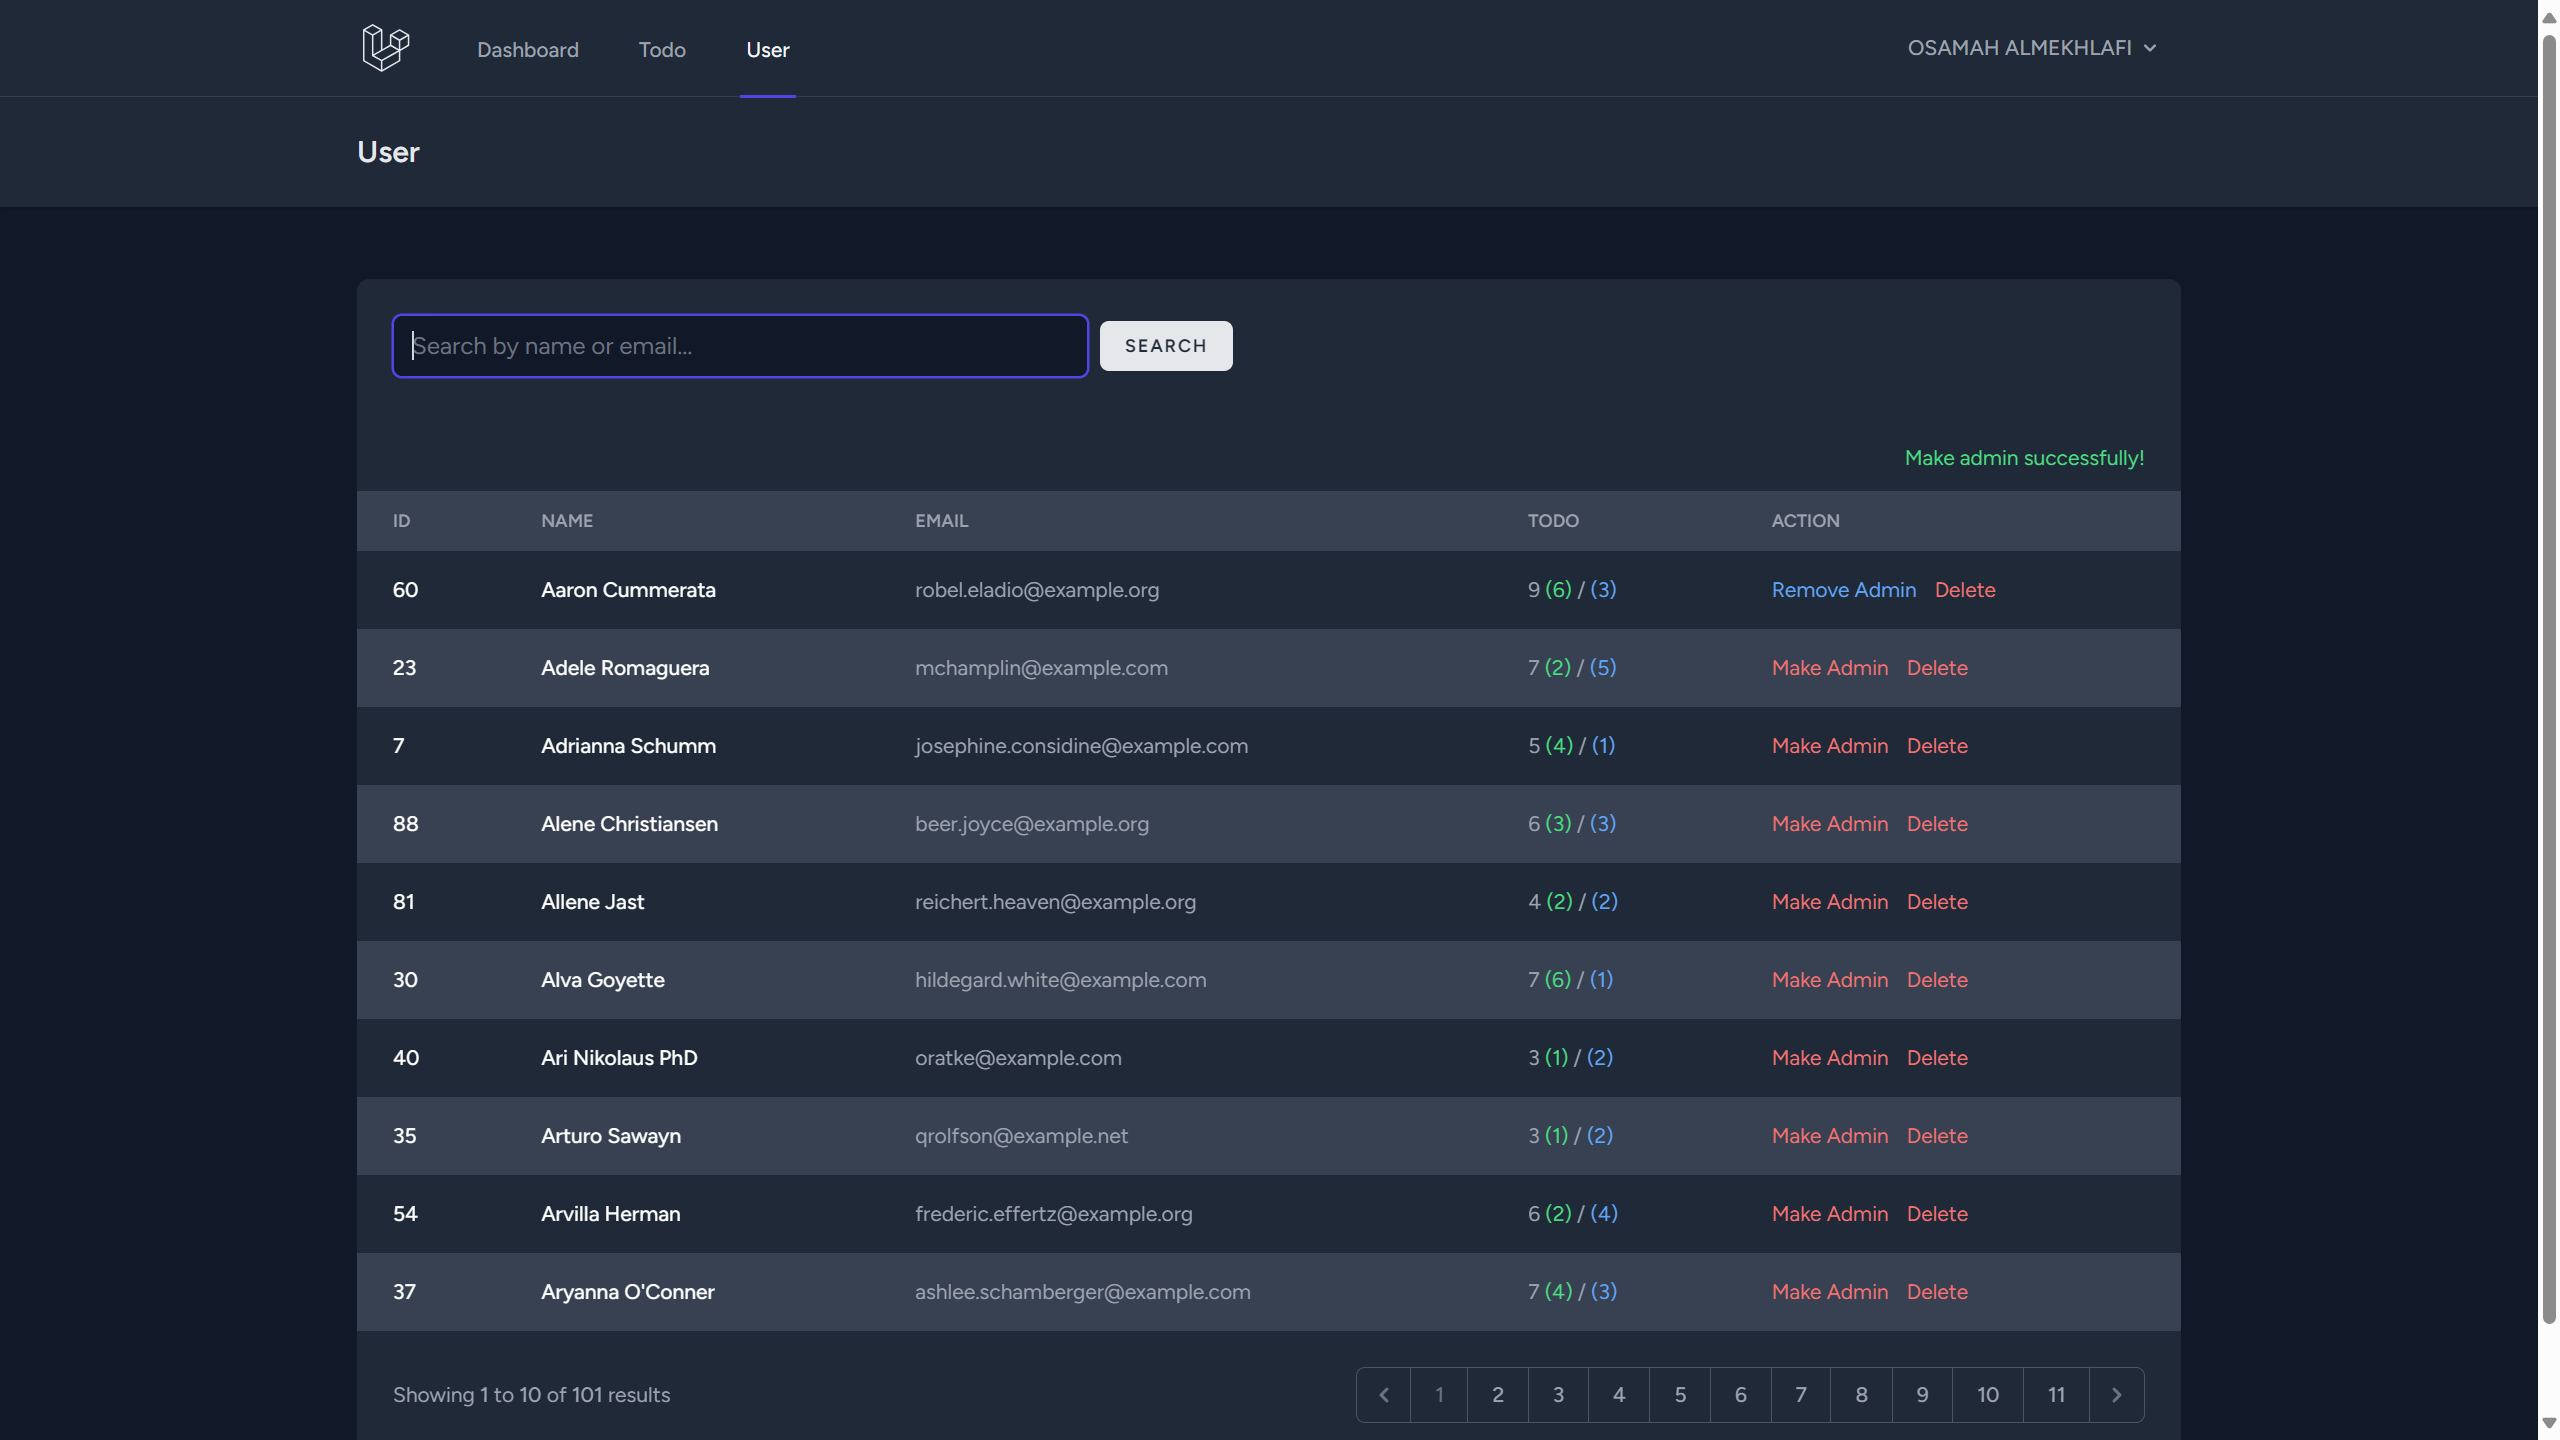 Dashboard Todo User OSAMAH ALMEKHLAFI
User
Search by name or email...
SEARCH
Make admin successfully!
ID NAME EMAIL TODO ACTION
60 Aaron Cummerata robel.eladio@example.org 9 (6) / (3) Remove Admin Delete
23 Adele Romaguera mchamplin@example.com 7 (2) / (5) Make Admin Delete
7 Adrianna Schumm josephine.considine@example.com 5 (4) / (1) Make Admin Delete
88 Alene Christiansen beer.joyce@example.org 6 (3) / (3) Make Admin Delete
81 Allene Jast reichert.heaven@example.org 4 (2) / (2) Make Admin Delete
30 Alva Goyette hildegard.white@example.com 7 (6) / (1) Make Admin Delete
40 Ari Nikolaus PhD oratke@example.com 3 (1) / (2) Make Admin Delete
35 Arturo Sawayn qrolfson@example.net 3 (1) / (2) Make Admin Delete
54 Arvilla Herman frederic.effertz@example.org 6 (2) / (4) Make Admin Delete
37 Aryanna O'Conner ashlee.schamberger@example.com 7 (4) / (3) Make Admin Delete
Showing 1 to 10 of 101 results 1 2 3 4 5 6 7 8 9 10 11